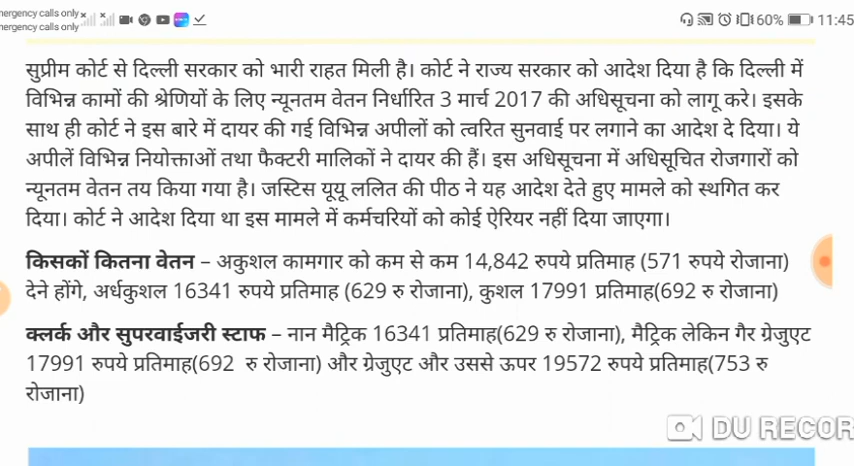 mergency calls only
mergency calls only
60% 11:45
सुप्रीम कोर्ट से दिल्ली सरकार को भारी राहत मिली है। कोर्ट ने राज्य सरकार को आदेश दिया है कि दिल्ली में
विभिन्न कामों की श्रेणियों के लिए न्यूनतम वेतन निर्धारित 3 मार्च 2017 की अधिसूचना को लागू करे। इसके
साथ ही कोर्ट ने इस बारे में दायर की गई विभिन्न अपीलों को त्वरित सुनवाई पर लगाने का आदेश दे दिया। ये
अपीलें विभिन्न नियोक्ताओं तथा फैक्टरी मालिकों ने दायर की हैं। इस अधिसूचना में अधिसूचित रोजगारों को
न्यूनतम वेतन तय किया गया है। जस्टिस यूयू ललित की पीठ ने यह आदेश देते हुए मामले को स्थगित कर
दिया। कोर्ट ने आदेश दिया था इस मामले में कर्मचरियों को कोई ऐरियर नहीं दिया जाएगा।
किसकों कितना वेतन – अकुशल कामगार को कम से कम 14,842 रुपये प्रतिमाह (571 रुपये रोजाना)
देने होंगे, अर्धकुशल 16341 रुपये प्रतिमाह (629 रु रोजाना), कुशल 17991 प्रतिमाह(692 रु रोजाना)
क्लर्क और सुपरवाईजरी स्टाफ – नान मैट्रिक 16341 प्रतिमाह(629 रु रोजाना), मैट्रिक लेकिन गैर ग्रेजुएट
17991 रुपये प्रतिमाह(692 रु रोजाना) और ग्रेजुएट और उससे ऊपर 19572 रुपये प्रतिमाह(753 रु
रोजाना)
DU RECOR